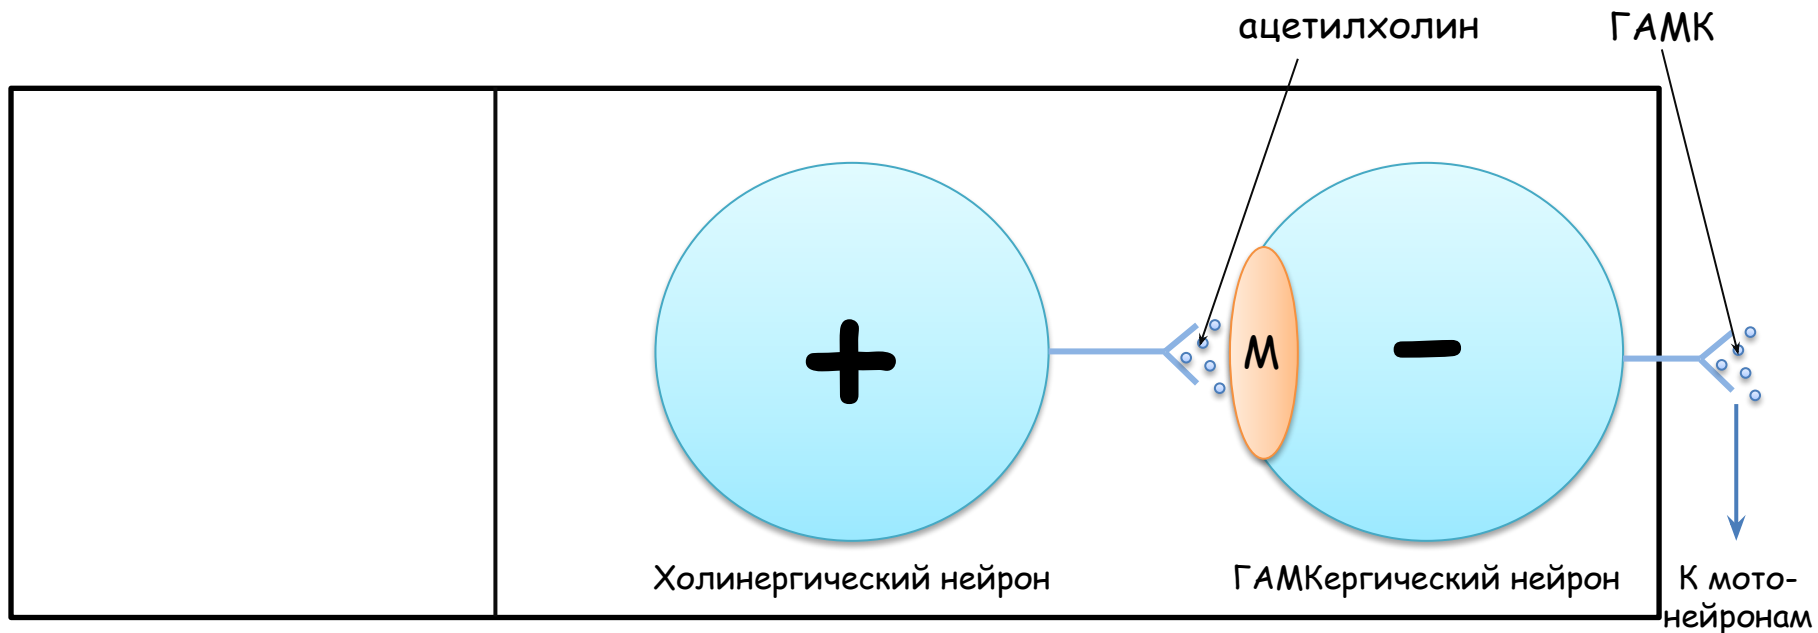 ацетилхолин
ГАМК
+
М
-
Холинергический нейрон
ГАМКергический нейрон
К мото-
нейронам